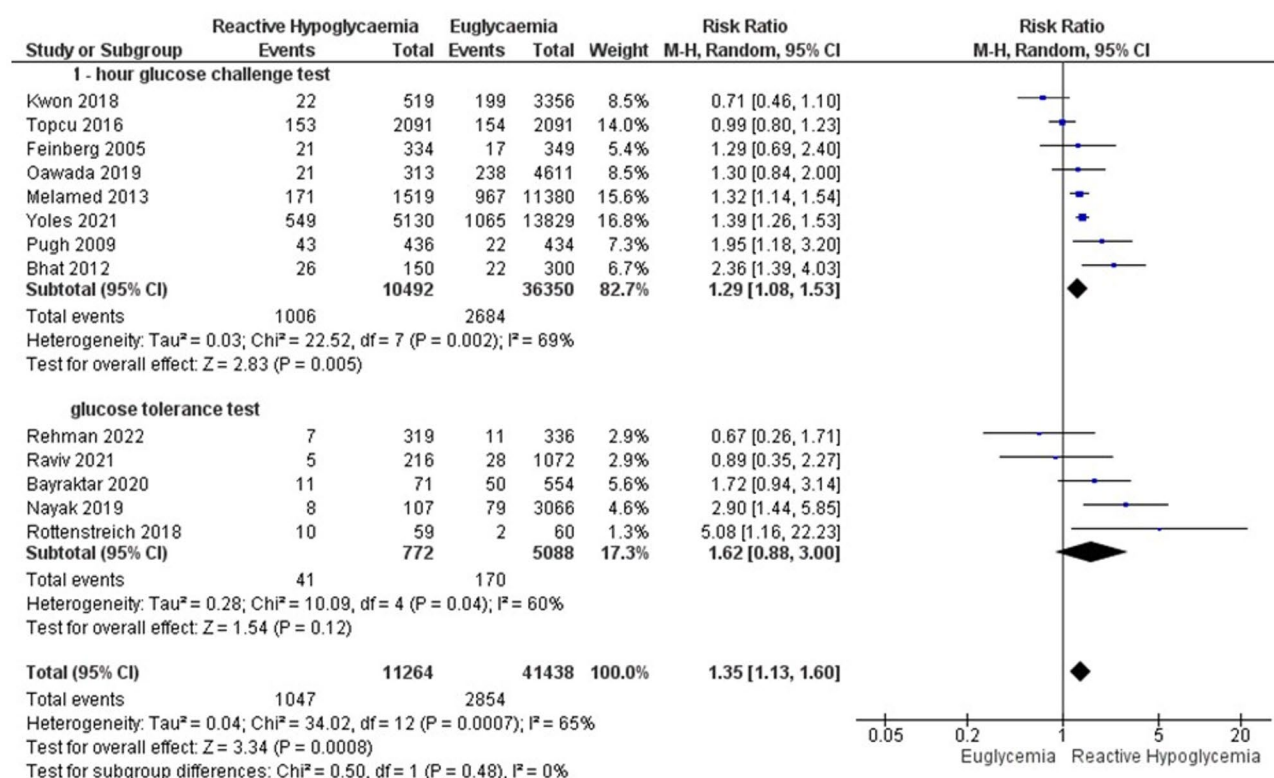 Reactive Hypoglycaemia Euglycaemia Risk Ratio Risk Ratio
Study or Subgroup Events Total Events Total Weight M-H, Random, 95% CI M-H, Random, 95% CI
1 - hour glucose challenge test
Kwon 2018 22 519 199 3356 8.5% 0.71 [0.46, 1.10]
Topcu 2016 153 2091 154 2091 14.0% 0.99 [0.80, 1.23]
Feinberg 2005 21 334 17 349 5.4% 1.29 [0.69, 2.40]
Oawada 2019 21 313 238 4611 8.5% 1.30 [0.84, 2.00]
Melamed 2013 171 1519 967 11380 15.6% 1.32 [1.14, 1.54]
Yoles 2021 549 5130 1065 13829 16.8% 1.39 [1.26, 1.53]
Pugh 2009 43 436 22 434 7.3% 1.95 [1.18, 3.20]
Bhat 2012 26 150 22 300 6.7% 2.36 [1.39, 4.03]
Subtotal (95% CI) 10492 36350 82.7% 1.29 [1.08, 1.53]
Total events 1006 2684
Heterogeneity: Tau² = 0.03; Chi² = 22.52, df = 7 (P = 0.002); I² = 69%
Test for overall effect: Z = 2.83 (P = 0.005)
glucose tolerance test
Rehman 2022 7 319 11 336 2.9% 0.67 [0.26, 1.71]
Raviv 2021 5 216 28 1072 2.9% 0.89 [0.35, 2.27]
Bayraktar 2020 11 71 50 554 5.6% 1.72 [0.94, 3.14]
Nayak 2019 8 107 79 3066 4.6% 2.90 [1.44, 5.85]
Rottenstreich 2018 10 59 2 60 1.3% 5.08 [1.16, 22.23]
Subtotal (95% CI) 772 5088 17.3% 1.62 [0.88, 3.00]
Total events 41 170
Heterogeneity: Tau² = 0.28; Chi² = 10.09, df = 4 (P = 0.04); I² = 60%
Test for overall effect: Z = 1.54 (P = 0.12)
Total (95% CI) 11264 41438 100.0% 1.35 [1.13, 1.60]
Total events 1047 2854
Heterogeneity: Tau² = 0.04; Chi² = 34.02, df = 12 (P = 0.0007); I² = 65%
Test for overall effect: Z = 3.34 (P = 0.0008)
Test for subgroup differences: Chi² = 0.50, df = 1 (P = 0.48), I² = 0%
0.05 0.2 1 5 20
Euglycemia Reactive Hypoglycemia